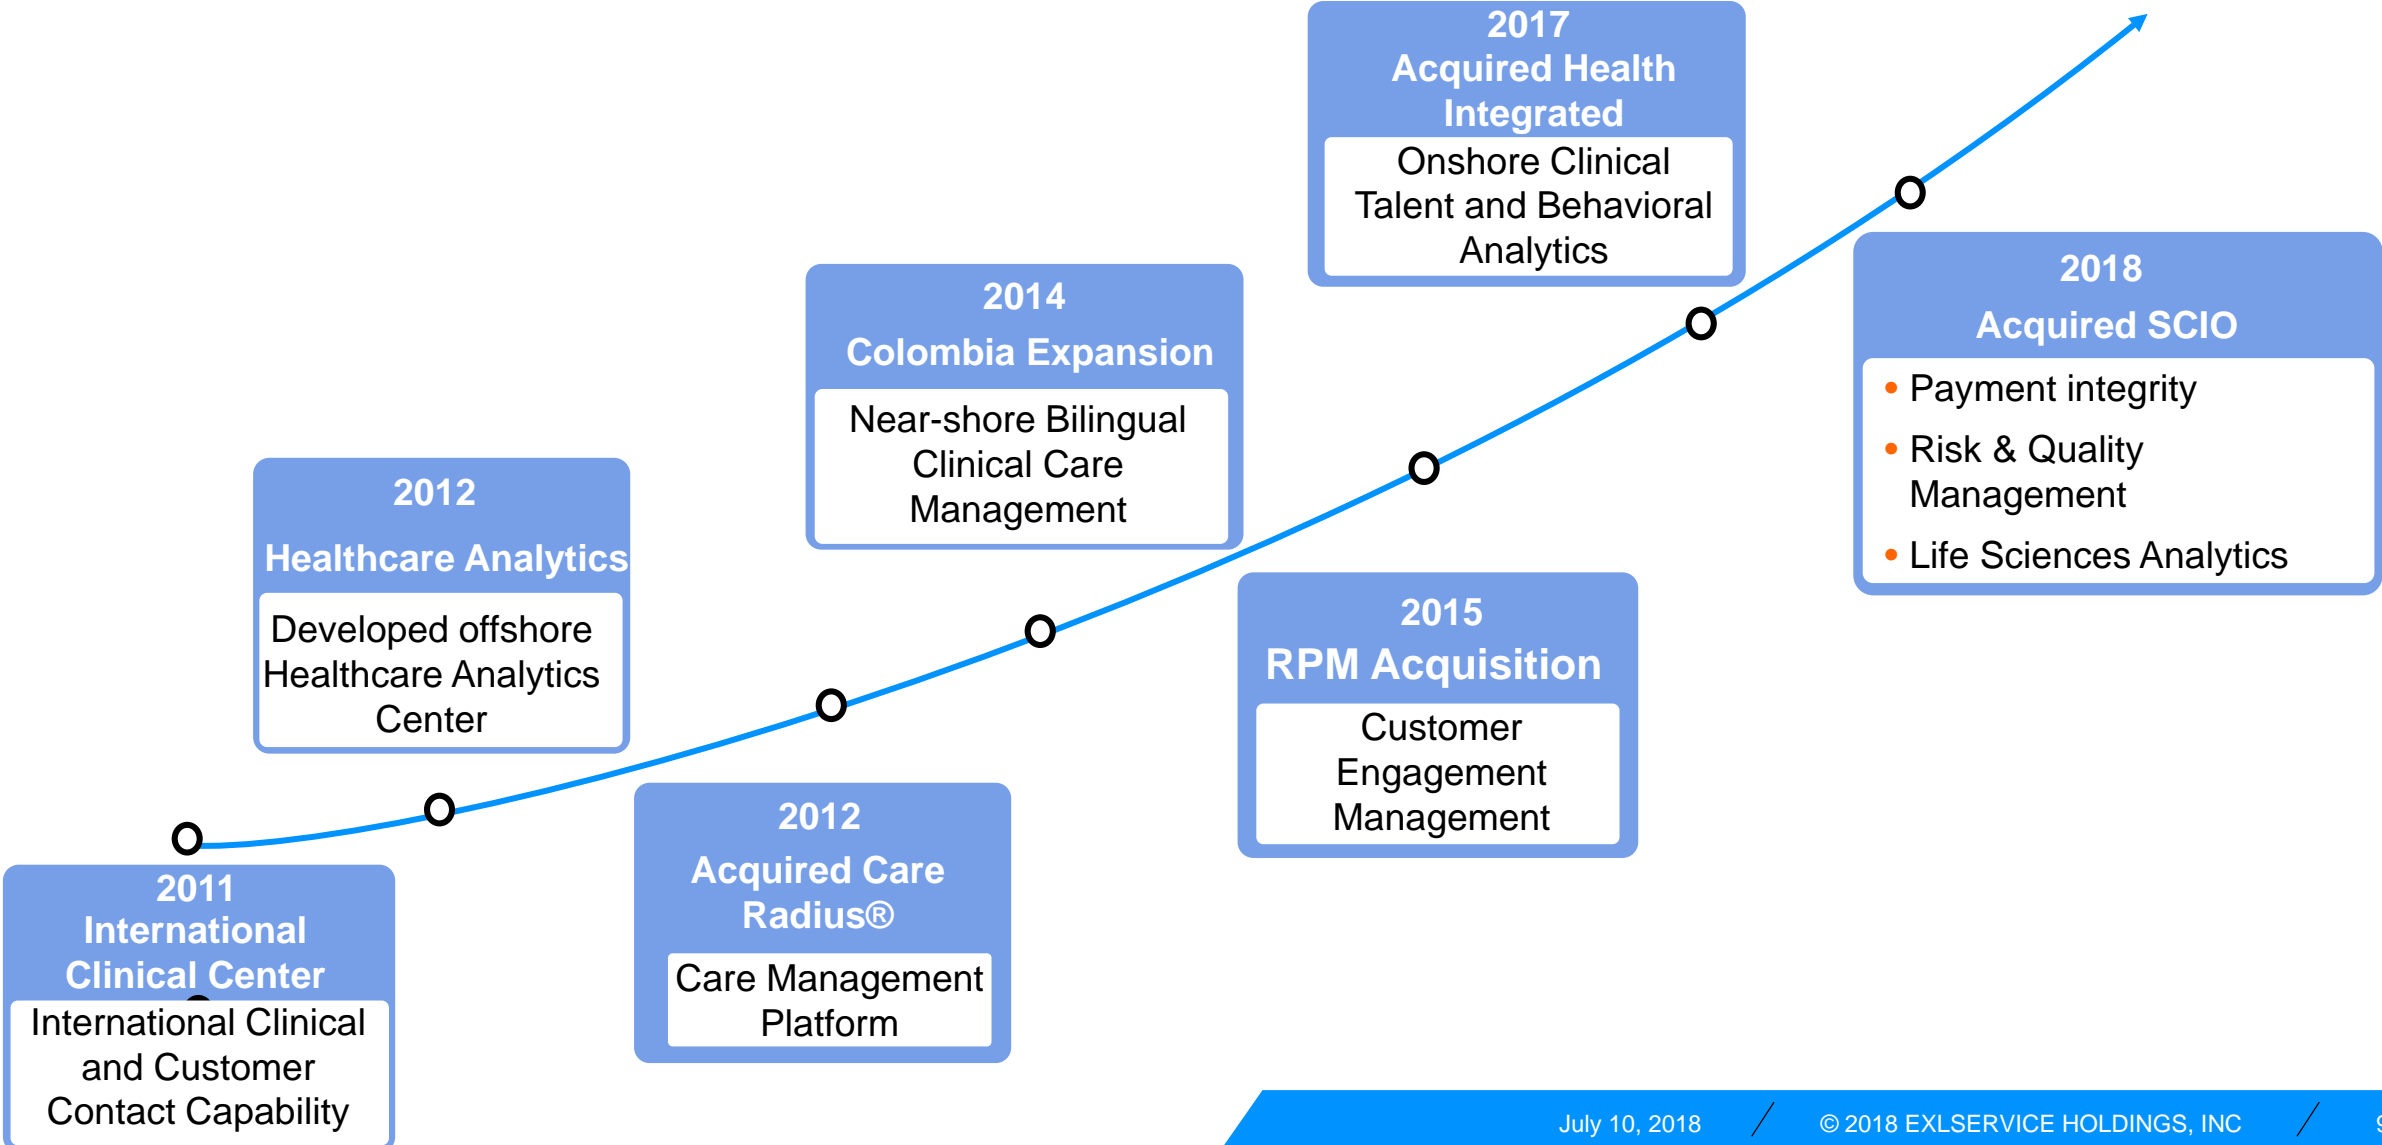 2011
International
Clinical Center
International Clinical
and Customer
Contact Capability
2012
Healthcare Analytics
Developed offshore
Healthcare Analytics
Center
2012
Acquired Care
Radius®
Care Management
Platform
2014
Colombia Expansion
Near-shore Bilingual
Clinical Care
Management
2015
RPM Acquisition
Customer
Engagement
Management
2017
Acquired Health
Integrated
Onshore Clinical
Talent and Behavioral
Analytics
2018
Acquired SCIO
• Payment integrity
• Risk & Quality
Management
• Life Sciences Analytics
July 10, 2018 / © 2018 EXLSERVICE HOLDINGS, INC /